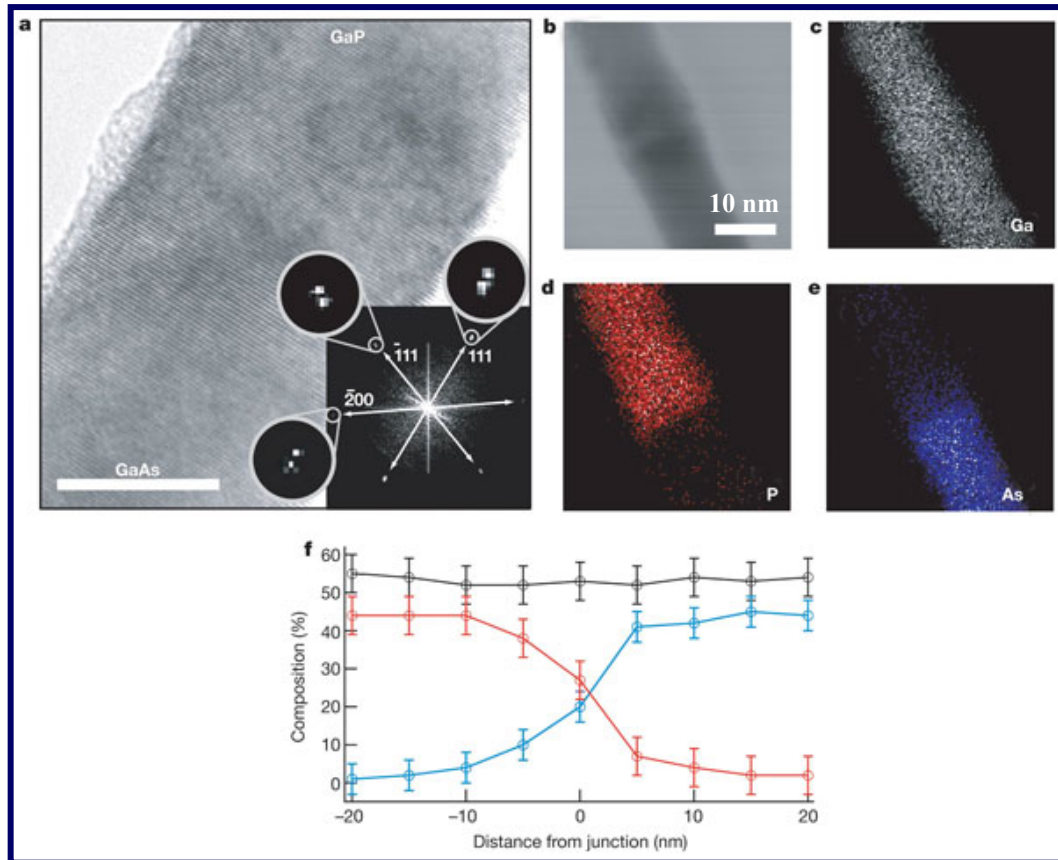 a
GaP
GaAs
1̄11
111
2̄00
b
10 nm
c
Ga
d
P
e
As
f
60
50
40
30
20
10
0
Composition (%)
–20
–10
0
10
20
Distance from junction (nm)